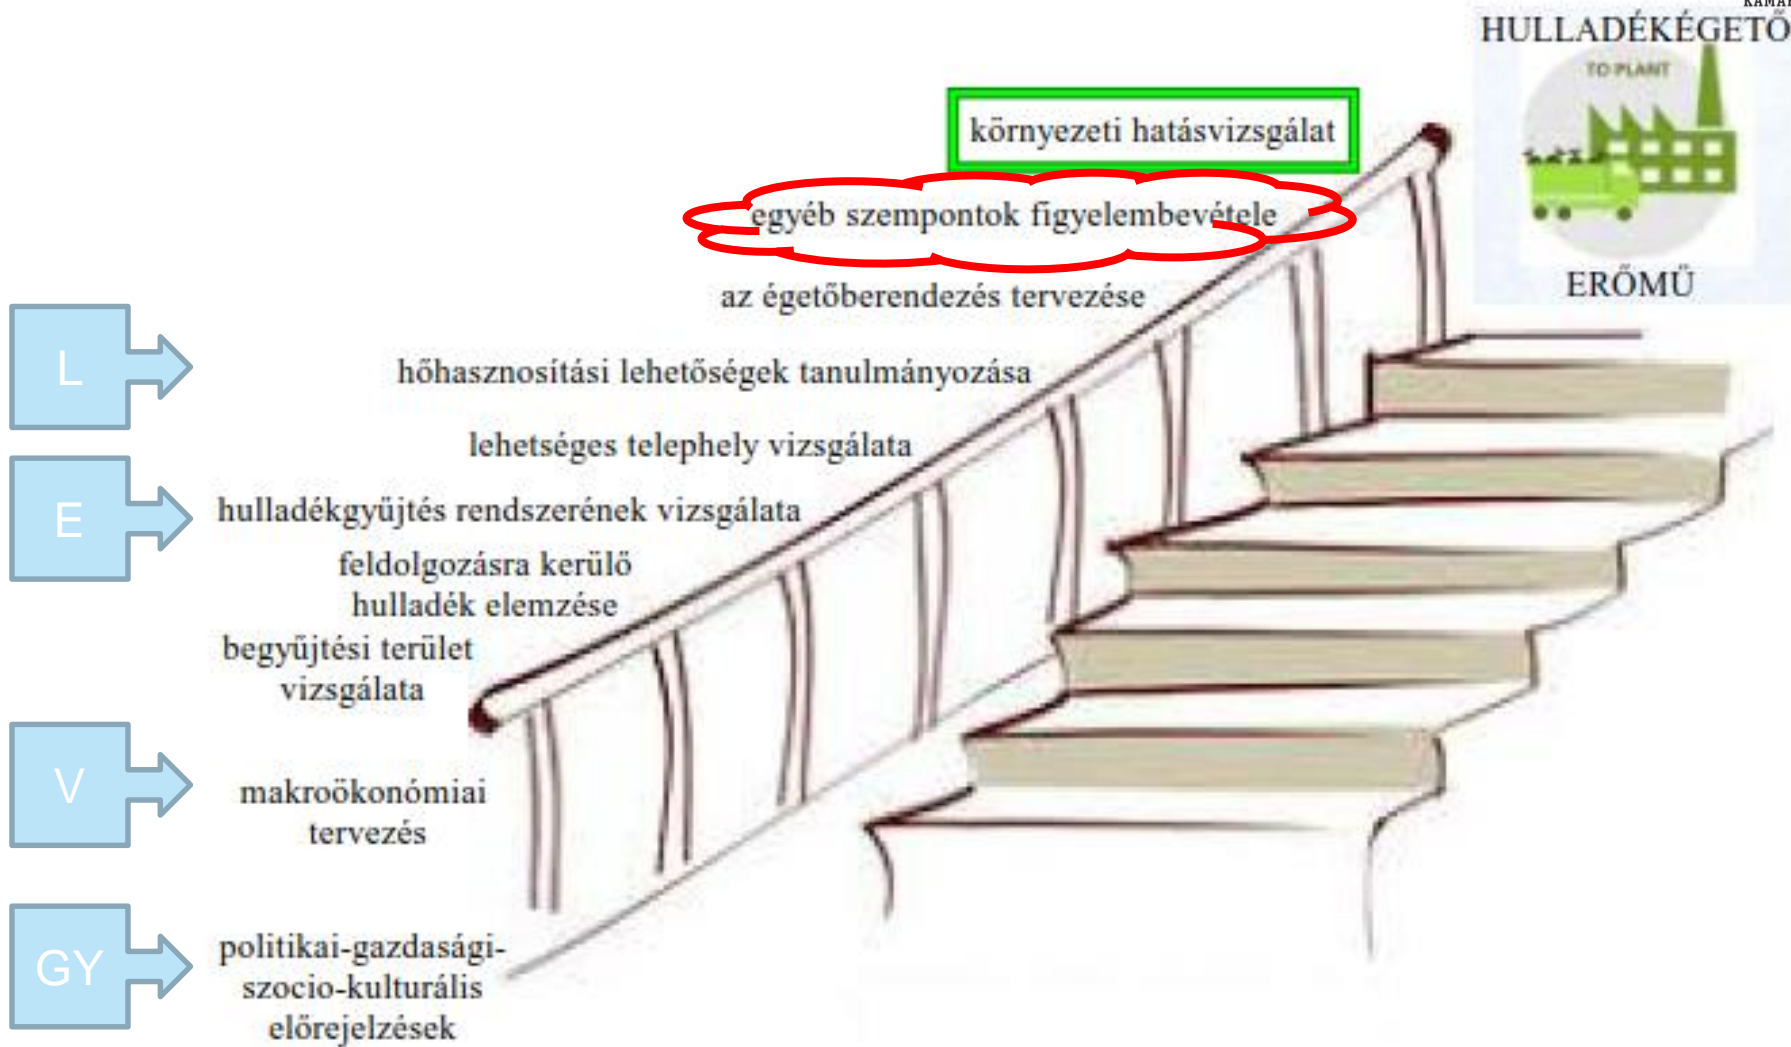 HULLADÉKÉGETŐ
TO PLANT
ERŐMŰ
környezeti hatásvizsgálat
egyéb szempontok figyelembevétele
az égetőberendezés tervezése
L
hőhasznosítási lehetőségek tanulmányozása
lehetséges telephely vizsgálata
E
hulladékgyűjtés rendszerének vizsgálata
feldolgozásra kerülő
hulladék elemzése
begyűjtési terület
vizsgálata
V
makroökonómiai
tervezés
GY
politikai-gazdasági-
szocio-kulturális
előrejelzések